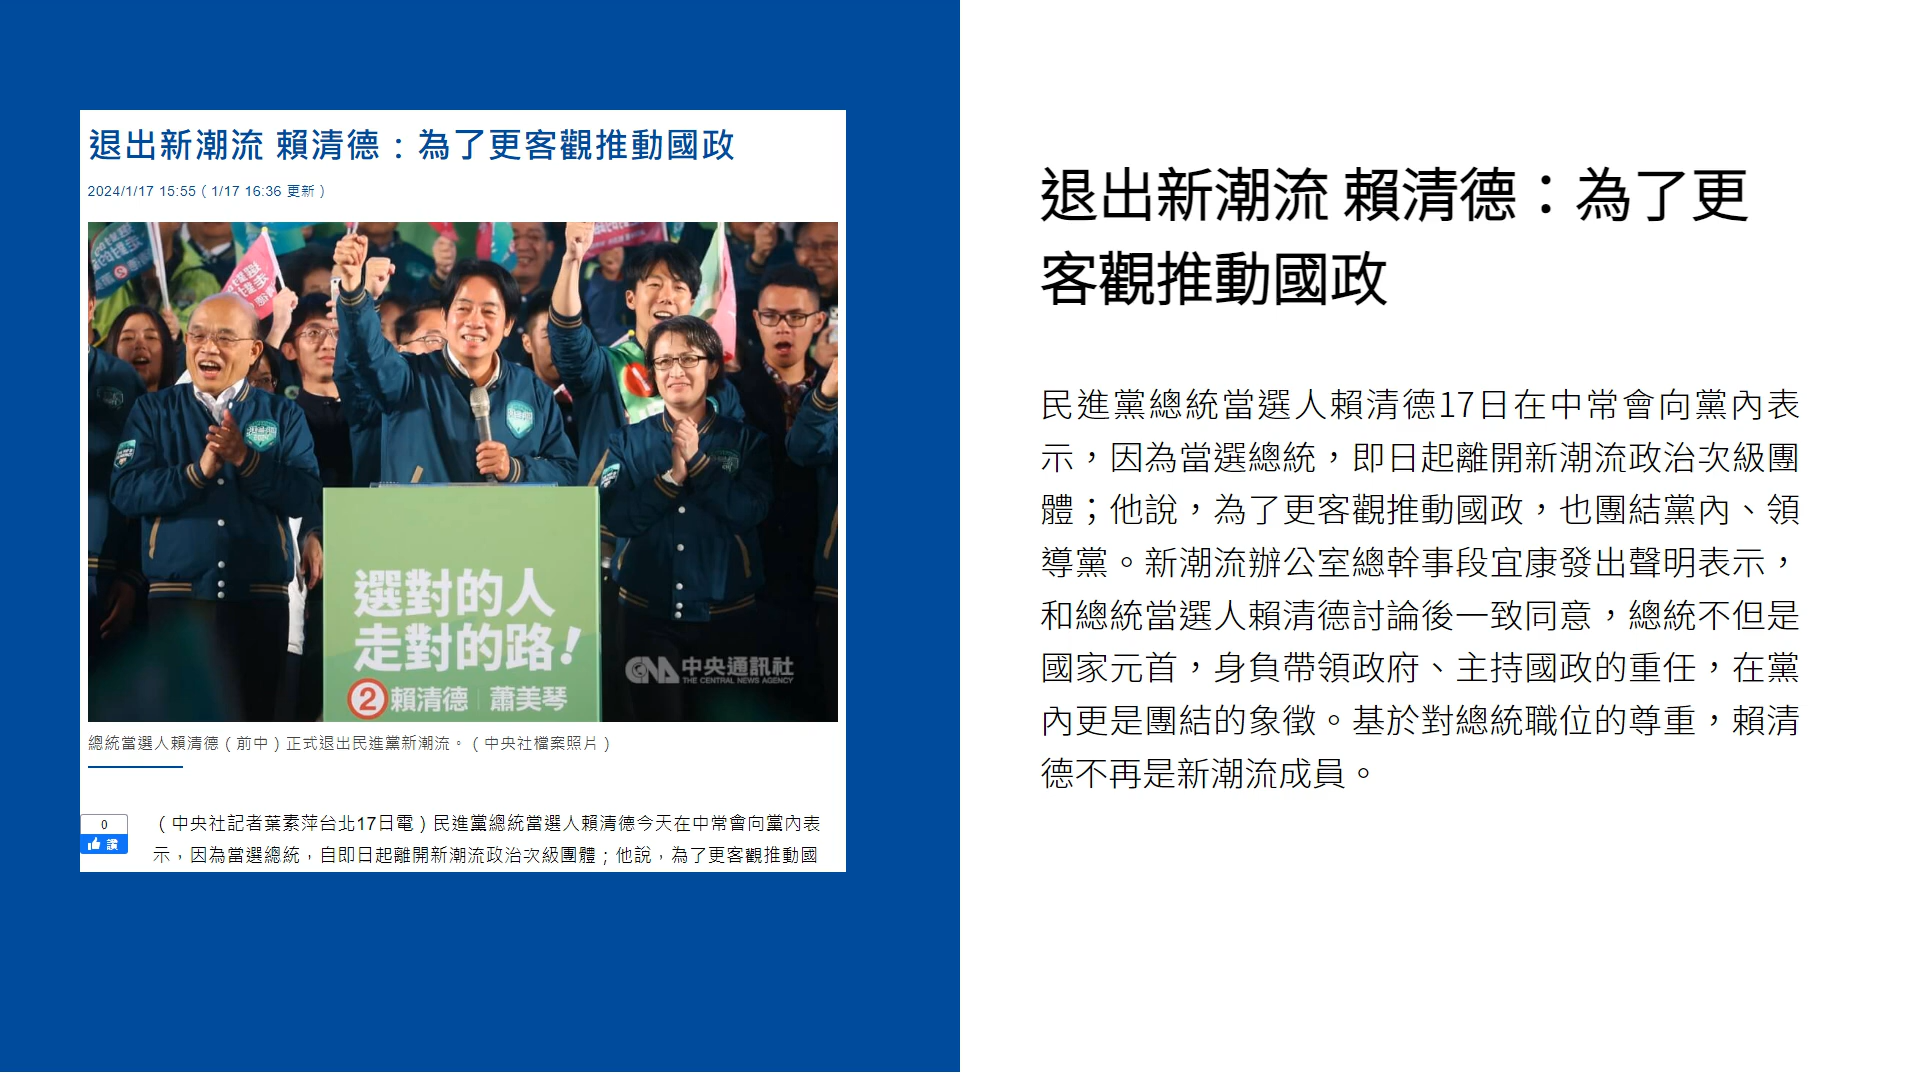 退出新潮流 賴清德：為了更客觀推動國政
2024/1/17 15:55（1/17 16:36 更新）
選對的人
走對的路！
2 賴清德｜蕭美琴
CNA 中央通訊社
THE CENTRAL NEWS AGENCY
總統當選人賴清德（前中）正式退出民進黨新潮流。（中央社檔案照片）
0
讚
（中央社記者葉素萍台北17日電）民進黨總統當選人賴清德今天在中常會向黨內表
示，因為當選總統，自即日起離開新潮流政治次級團體；他說，為了更客觀推動國
退出新潮流 賴清德：為了更
客觀推動國政
民進黨總統當選人賴清德17日在中常會向黨內表
示，因為當選總統，即日起離開新潮流政治次級團
體；他說，為了更客觀推動國政，也團結黨內、領
導黨。新潮流辦公室總幹事段宜康發出聲明表示，
和總統當選人賴清德討論後一致同意，總統不但是
國家元首，身負帶領政府、主持國政的重任，在黨
內更是團結的象徵。基於對總統職位的尊重，賴清
德不再是新潮流成員。